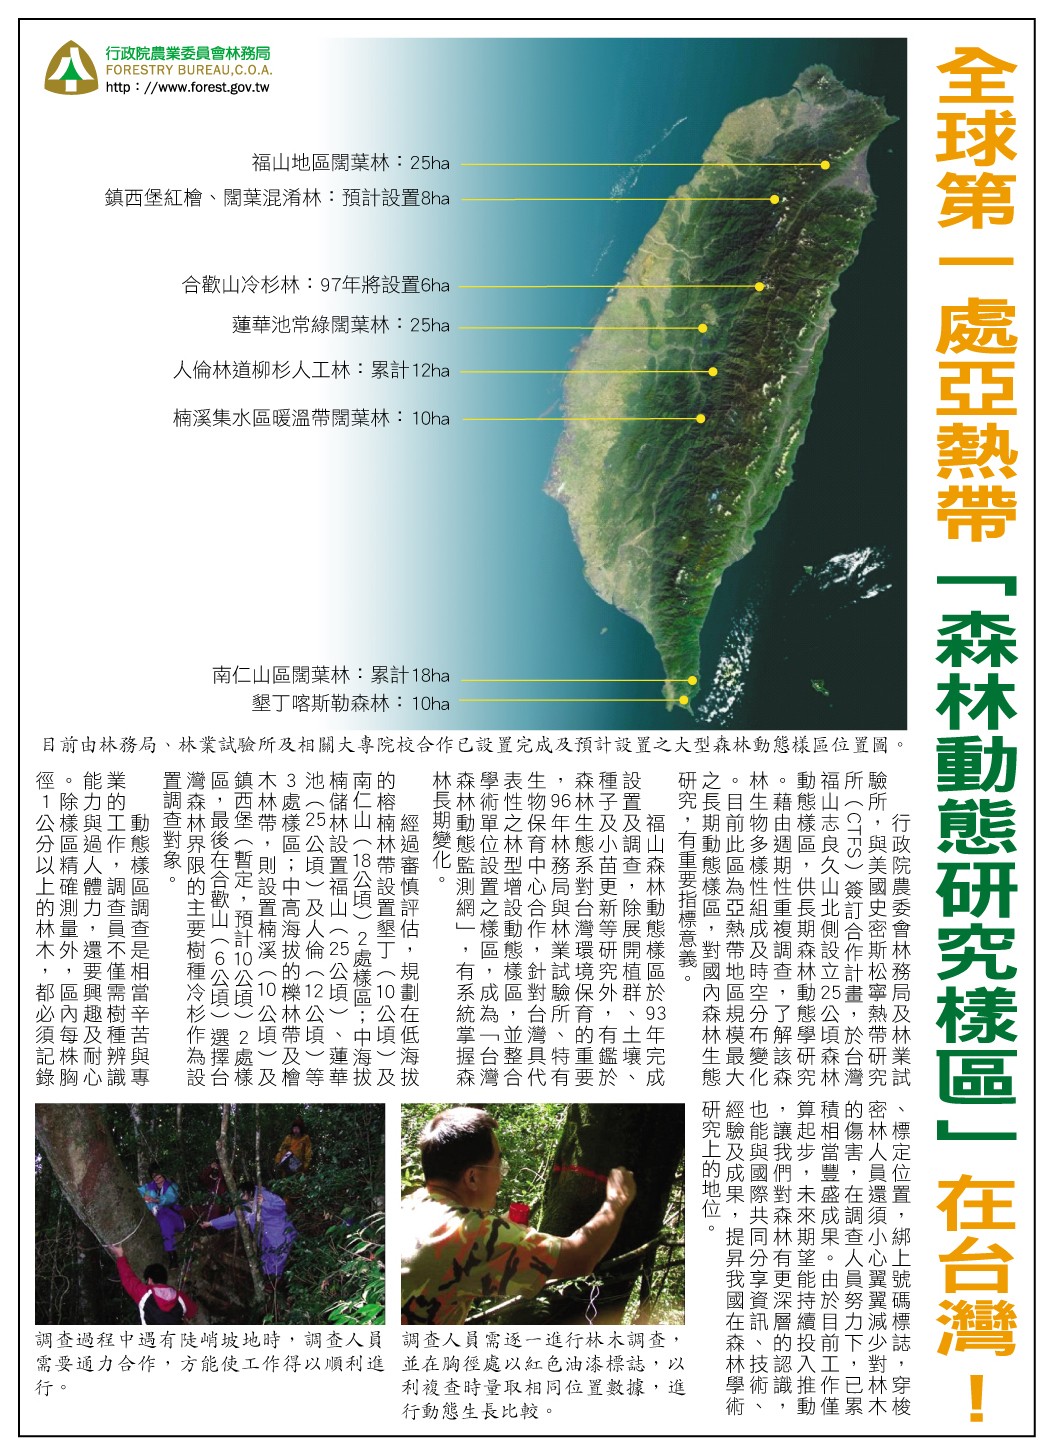 全球第一處亞熱帶「森林動態研究樣區」在台灣！
行政院農業委員會林務局
FORESTRY BUREAU,C.O.A.
http：//www.forest.gov.tw
福山地區闊葉林：25ha
鎮西堡紅檜、闊葉混淆林：預計設置8ha
合歡山冷杉林：97年將設置6ha
蓮華池常綠闊葉林：25ha
人倫林道柳杉人工林：累計12ha
楠溪集水區暖溫帶闊葉林：10ha
南仁山區闊葉林：累計18ha
墾丁喀斯勒森林：10ha
目前由林務局、林業試驗所及相關大專院校合作已設置完成及預計設置之大型森林動態樣區位置圖。
行政院農委會林務局及林業試
驗所，與美國史密斯松寧熱帶研究
所（CTFS）簽訂合作計畫，於台灣
福山志良久山北側設立25公頃森林
動態樣區，供長期森林動態學研究
。藉由週期性重複調查，了解該森
林生物多樣性組成及時空分布變化
。目前此區為亞熱帶地區規模最大
之長期動態樣區，對國內森林生態
研究，有重要指標意義。
福山森林動態樣區於93年完成
設置及調查，除展開植群、土壤、
種子及小苗更新等研究外，有鑑於
森林生態系對台灣環境保育的重要
，96年林務局與林業試驗所、特有
生物保育中心合作，針對台灣具代
表性之林型增設動態樣區，並整合
學術單位設置之樣區，成為「台灣
森林動態監測網」，有系統掌握森
林長期變化。
經過審慎評估，規劃在低海拔
的榕楠林帶設置墾丁（10公頃）及
南仁山（18公頃）2處樣區；中海拔
楠儲林設置福山（25公頃）、蓮華
池（25公頃）及人倫（12公頃）等
3處樣區；中高海拔的櫟林帶及檜
木林帶，則設置楠溪（10公頃）及
鎮西堡（暫定，預計10公頃）2處樣
區，最後在合歡山（6公頃）選擇台
灣森林界限的主要樹種冷杉作為設
置調查對象。
動態樣區調查是相當辛苦與專
業的工作，調查員不僅需樹種辨識
能力與過人體力，還要興趣及耐心
。除樣區精確測量外，區內每株胸
徑1公分以上的林木，都必須記錄
、標定位置，綁上號碼標誌，穿梭
密林人員還須小心翼翼減少對林木
的傷害，在調查人員努力下，已累
積相當豐盛成果。由於目前工作僅
算起步，未來期望能持續投入推動
，讓我們對森林有更深層的認識，
也能與國際共同分享資訊、技術、
經驗及成果，提昇我國在森林學術
研究上的地位。
調查過程中遇有陡峭坡地時，調查人員
需要通力合作，方能使工作得以順利進
行。
調查人員需逐一進行林木調查，
並在胸徑處以紅色油漆標誌，以
利複查時量取相同位置數據，進
行動態生長比較。